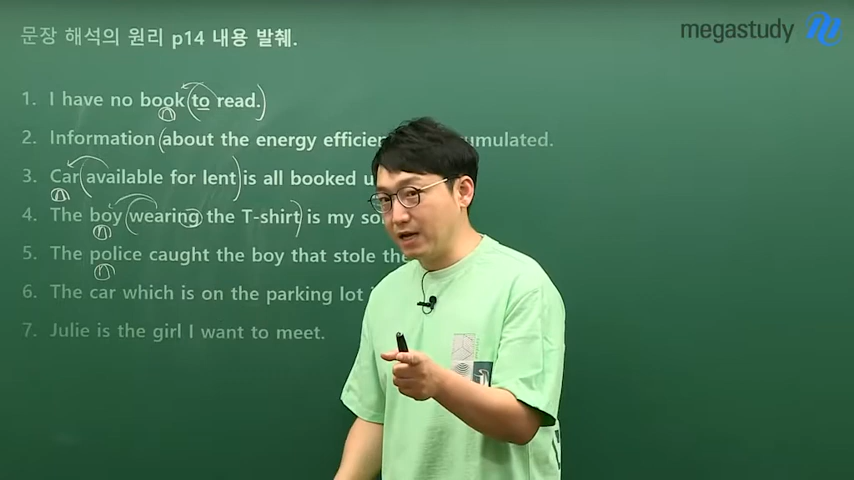 문장 해석의 원리 p14 내용 발췌.
megastudy
1. I have no book to read.
2. Information about the energy efficien umulated.
3. Car available for lent is all booked u
4. The boy wearing the T-shirt is my so
5. The police caught the boy that stole the
6. The car which is on the parking lot i
7. Julie is the girl I want to meet.